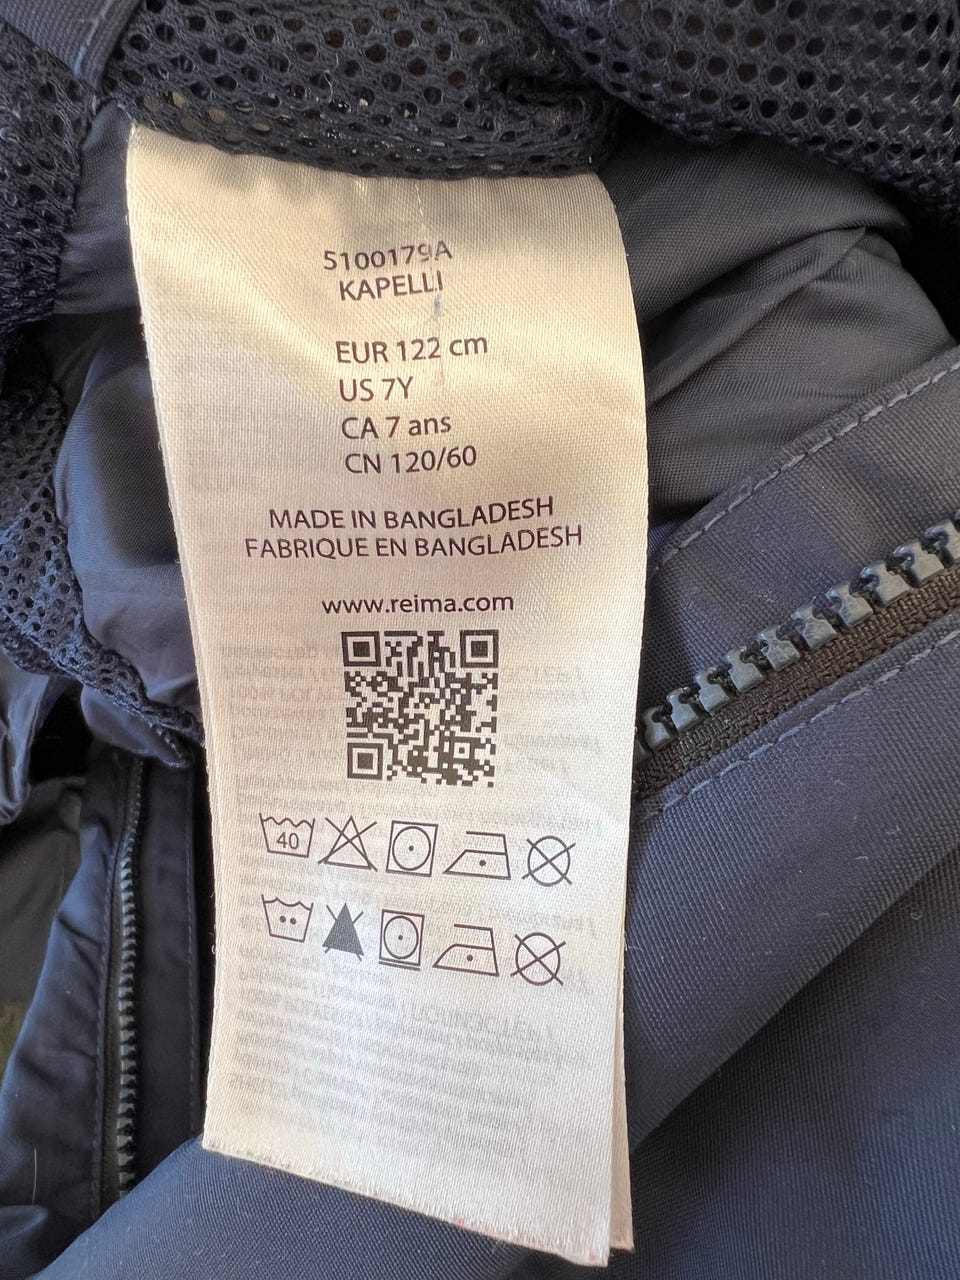 5100179A
KAPELLI
EUR 122 cm
US 7Y
CA 7 ans
CN 120/60
MADE IN BANGLADESH
FABRIQUE EN BANGLADESH
www.reima.com
40